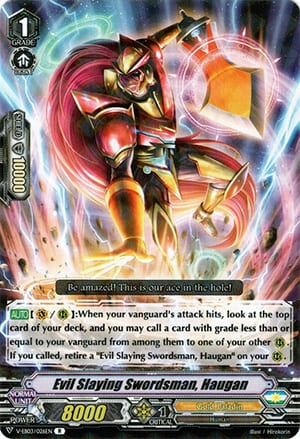 1
GRADE
BOOST
SHIELD 10000
Be amazed! This is our ace in the hole!
AUTO [ / ]:When your vanguard's attack hits, look at the top
card of your deck, and you may call a card with grade less than or
equal to your vanguard from among them to one of your other
If you called, retire a "Evil Slaying Swordsman, Haugan" on your
Evil Slaying Swordsman, Haugan
NORMAL
UNIT
Gold Paladin
Human
POWER
8000
1
CRITICAL
V-EB03/026EN R
Illust / Hirokorin